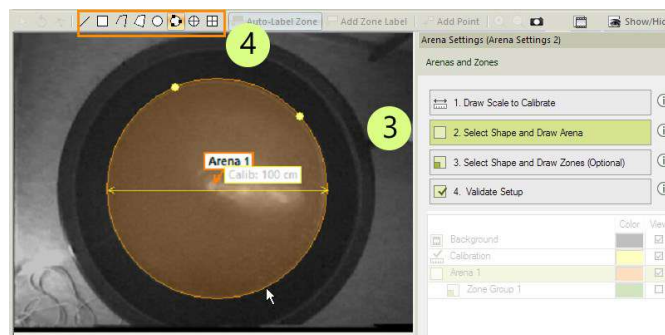 Auto-Label Zone
Add Zone Label
Add Point
Show/Hid
4
Arena Settings (Arena Settings 2)
Arenas and Zones
3
1. Draw Scale to Calibrate
2. Select Shape and Draw Arena
3. Select Shape and Draw Zones (Optional)
4. Validate Setup
Arena 1
Calib: 100 cm
Color View
Background
Calibration
Arena 1
Zone Group 1